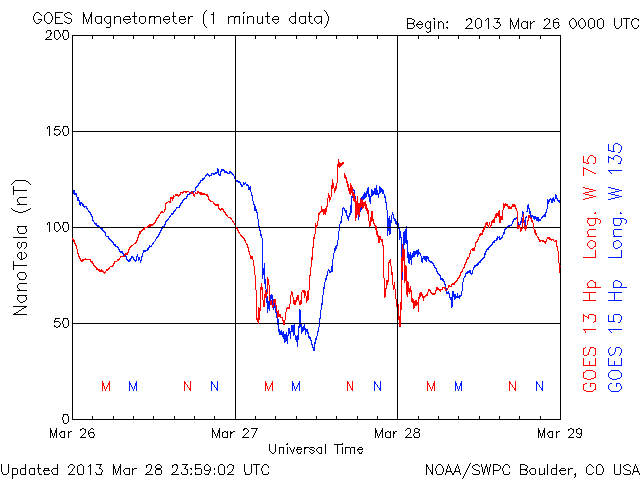 GOES Magnetometer (1 minute data)
Begin: 2013 Mar 26 0000 UTC
200
150
100
50
0
NanoTesla (nT)
M M N N M M N N M M N N
Mar 26 Mar 27 Mar 28 Mar 29
Universal Time
GOES 13 Hp Long. W 75
GOES 15 Hp Long. W 135
Updated 2013 Mar 28 23:59:02 UTC
NOAA/SWPC Boulder, CO USA